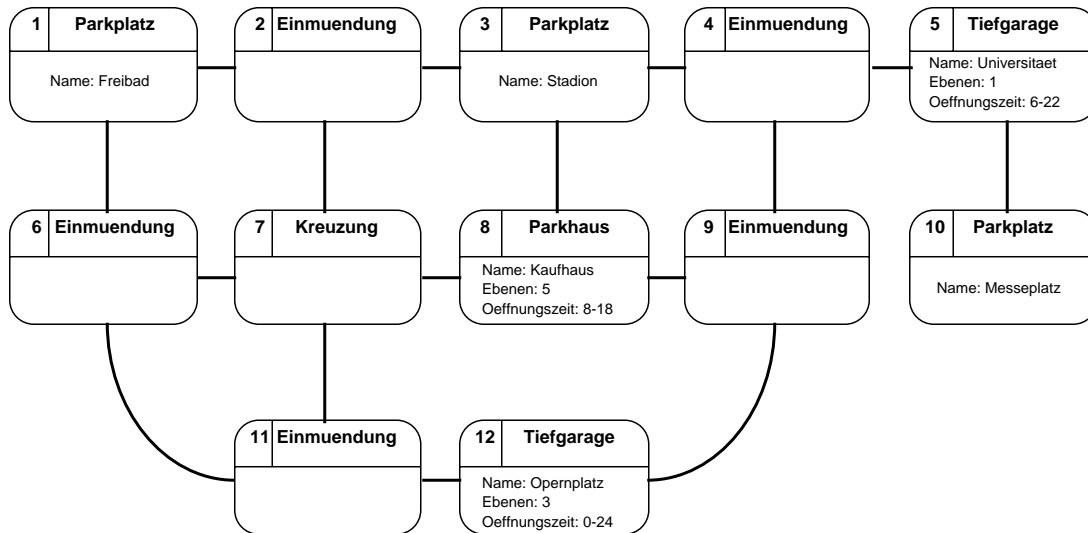 1 Parkplatz
Name: Freibad
2 Einmuendung
3 Parkplatz
Name: Stadion
4 Einmuendung
5 Tiefgarage
Name: Universitaet
Ebenen: 1
Oeffnungszeit: 6-22
6 Einmuendung
7 Kreuzung
8 Parkhaus
Name: Kaufhaus
Ebenen: 5
Oeffnungszeit: 8-18
9 Einmuendung
10 Parkplatz
Name: Messeplatz
11 Einmuendung
12 Tiefgarage
Name: Opernplatz
Ebenen: 3
Oeffnungszeit: 0-24